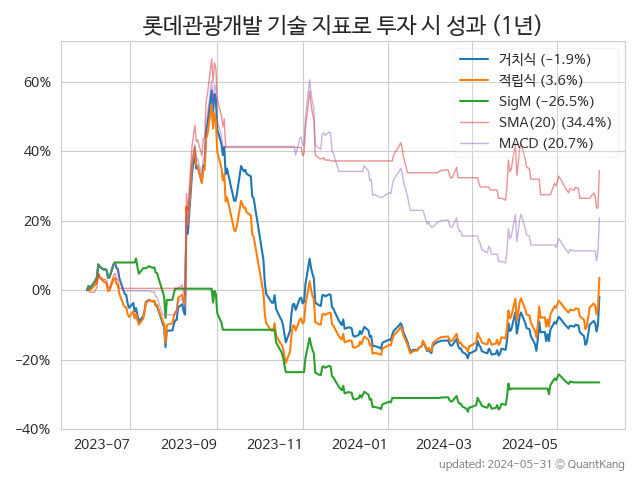 롯데관광개발 기술 지표로 투자 시 성과 (1년)
거치식 (−1.9%)
적립식 (3.6%)
SigM (−26.5%)
SMA(20) (34.4%)
MACD (20.7%)
60%
40%
20%
0%
−20%
−40%
2023-07 2023-09 2023-11 2024-01 2024-03 2024-05
updated: 2024-05-31 © QuantKang